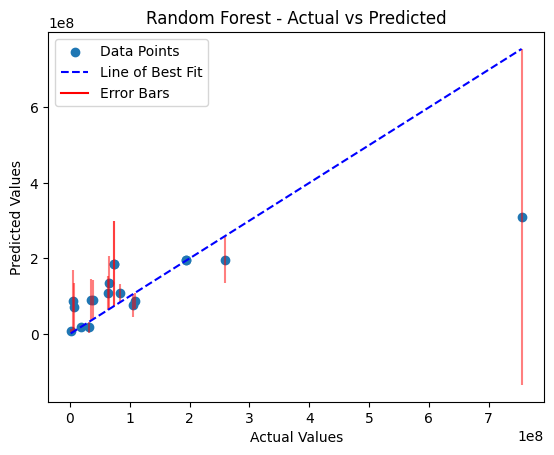 Random Forest - Actual vs Predicted
1e8
Data Points
Line of Best Fit
Error Bars
Predicted Values
6
4
2
0
0 1 2 3 4 5 6 7
1e8
Actual Values